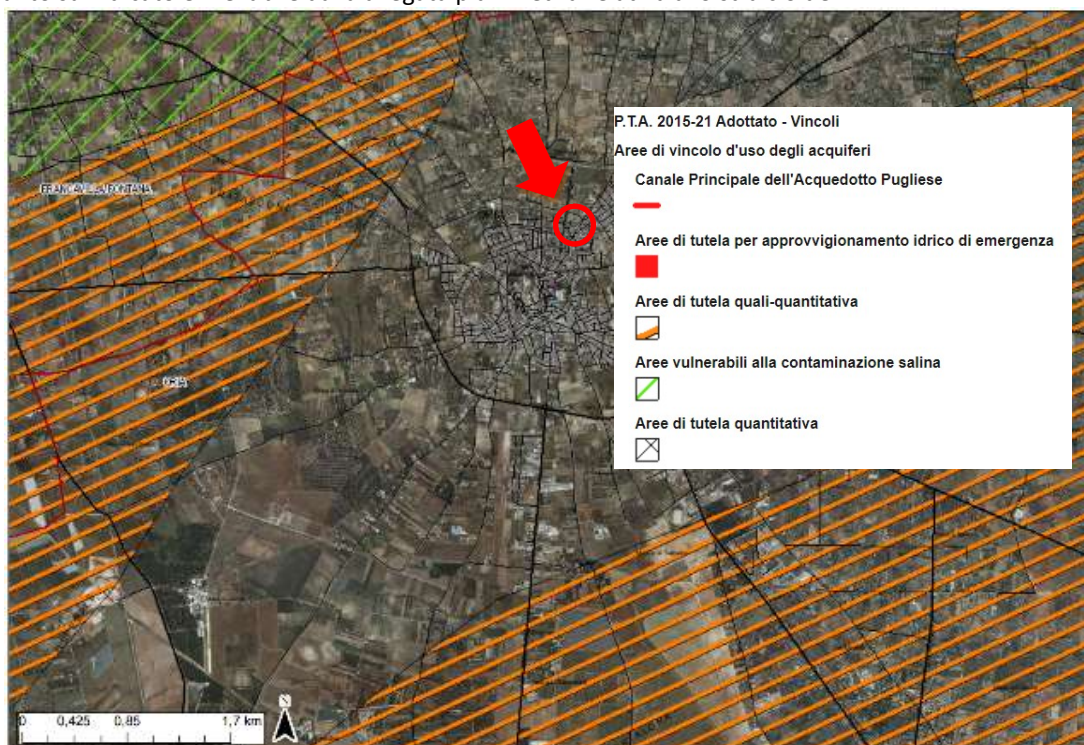 P.T.A. 2015-21 Adottato - Vincoli
Aree di vincolo d'uso degli acquiferi
Canale Principale dell'Acquedotto Pugliese
Aree di tutela per approvvigionamento idrico di emergenza
Aree di tutela quali-quantitativa
Aree vulnerabili alla contaminazione salina
Aree di tutela quantitativa
FRANCAVILLA FONTANA
ORIA
0 0,425 0,85 1,7 km
N